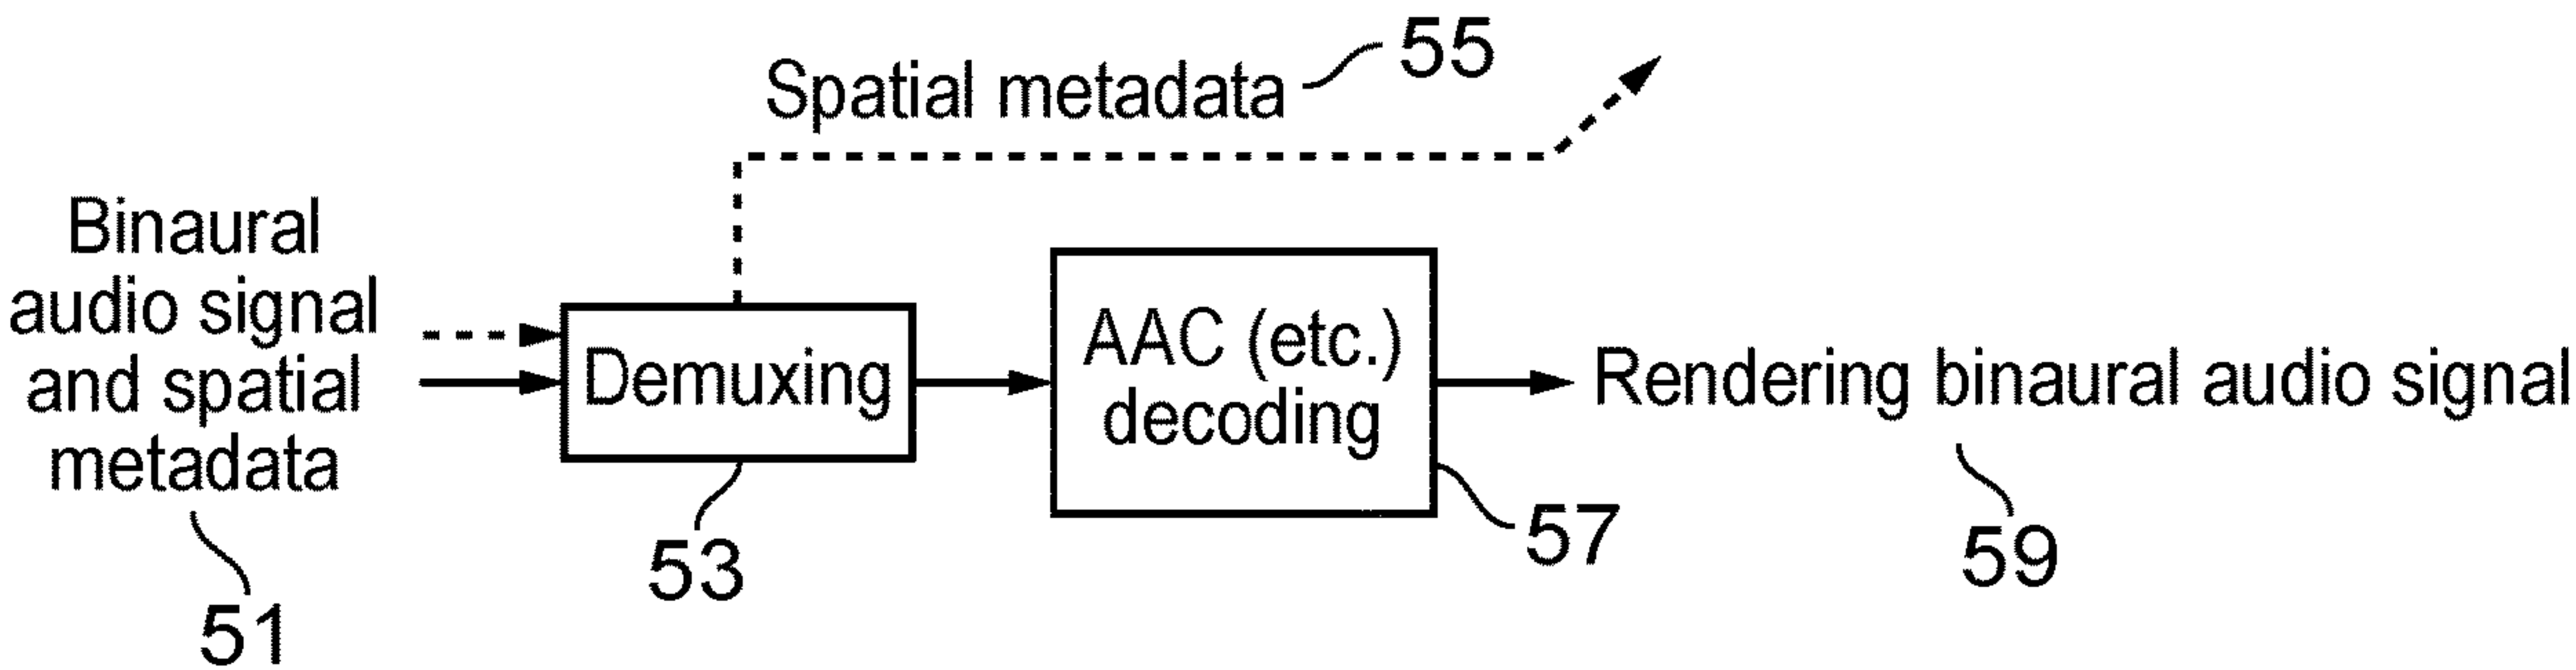 Spatial metadata
55
Binaural
audio signal
and spatial
metadata
51
Demuxing
53
AAC (etc.)
decoding
57
Rendering binaural audio signal
59